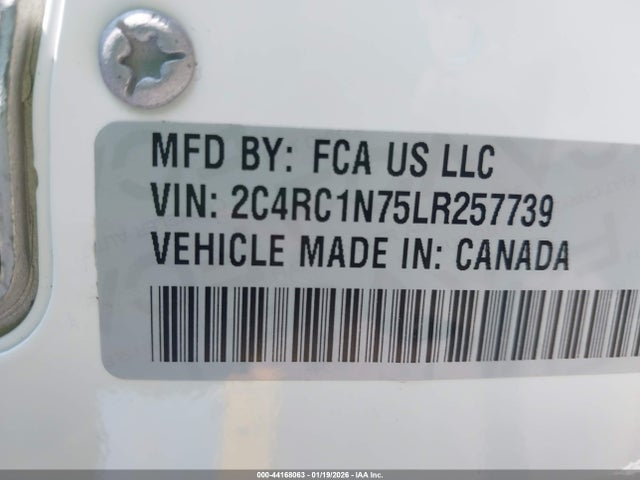 MFD BY: FCA US LLC
VIN: 2C4RC1N75LR257739
VEHICLE MADE IN: CANADA
000-44168063 - 01/19/2026 - IAA Inc.